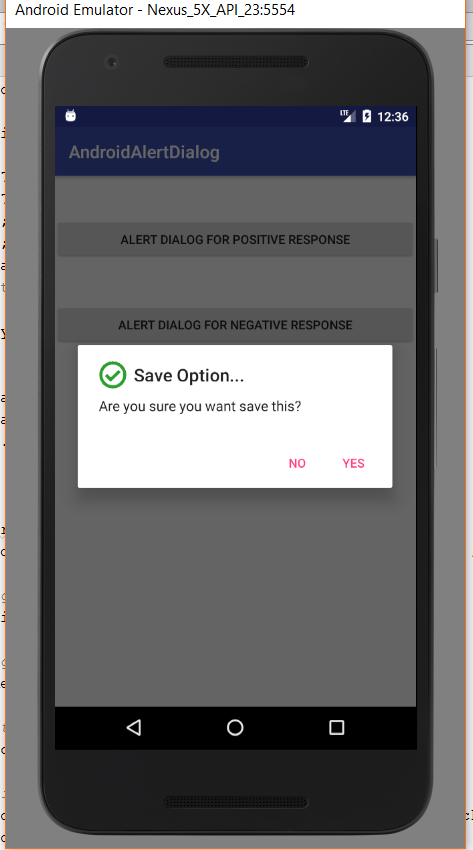 Android Emulator - Nexus_5X_API_23:5554
LTE 12:36
AndroidAlertDialog
ALERT DIALOG FOR POSITIVE RESPONSE
ALERT DIALOG FOR NEGATIVE RESPONSE
Save Option...
Are you sure you want save this?
NO YES